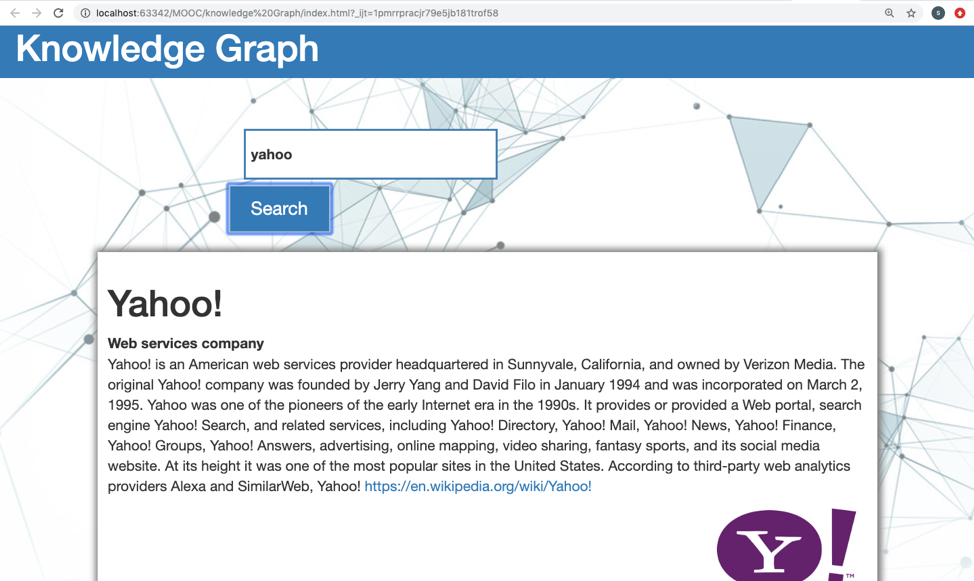 localhost:63342/MOOC/knowledge%20Graph/index.html?_ijt=1pmrrpracjr79e5jb181trof58
s
Knowledge Graph
yahoo
Search
Yahoo!
Web services company
Yahoo! is an American web services provider headquartered in Sunnyvale, California, and owned by Verizon Media. The
original Yahoo! company was founded by Jerry Yang and David Filo in January 1994 and was incorporated on March 2,
1995. Yahoo was one of the pioneers of the early Internet era in the 1990s. It provides or provided a Web portal, search
engine Yahoo! Search, and related services, including Yahoo! Directory, Yahoo! Mail, Yahoo! News, Yahoo! Finance,
Yahoo! Groups, Yahoo! Answers, advertising, online mapping, video sharing, fantasy sports, and its social media
website. At its height it was one of the most popular sites in the United States. According to third-party web analytics
providers Alexa and SimilarWeb, Yahoo! https://en.wikipedia.org/wiki/Yahoo!
Y! ™